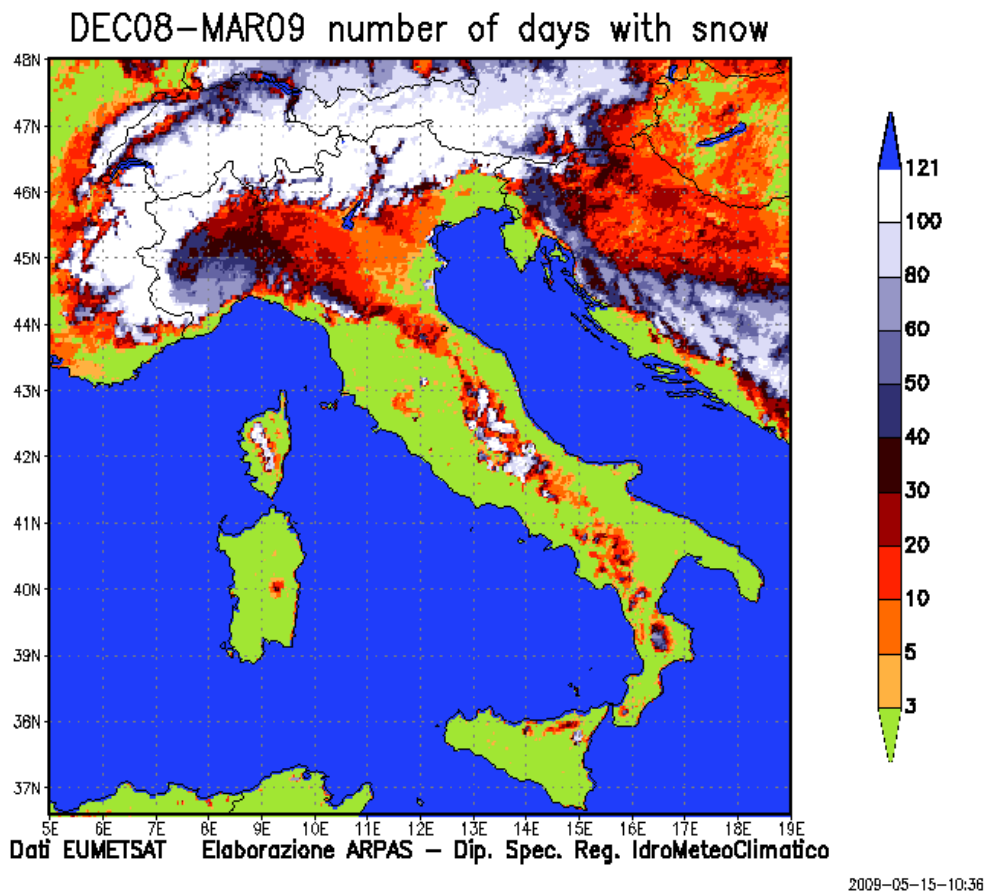 DEC08-MAR09 number of days with snow
48N
47N
46N
45N
44N
43N
42N
41N
40N
39N
38N
37N
5E 6E 7E 8E 9E 10E 11E 12E 13E 14E 15E 16E 17E 18E 19E
121
100
80
60
50
40
30
20
10
5
3
Dati EUMETSAT Elaborazione ARPAS - Dip. Spec. Reg. IdroMeteoClimatico
2009-05-15-10:36